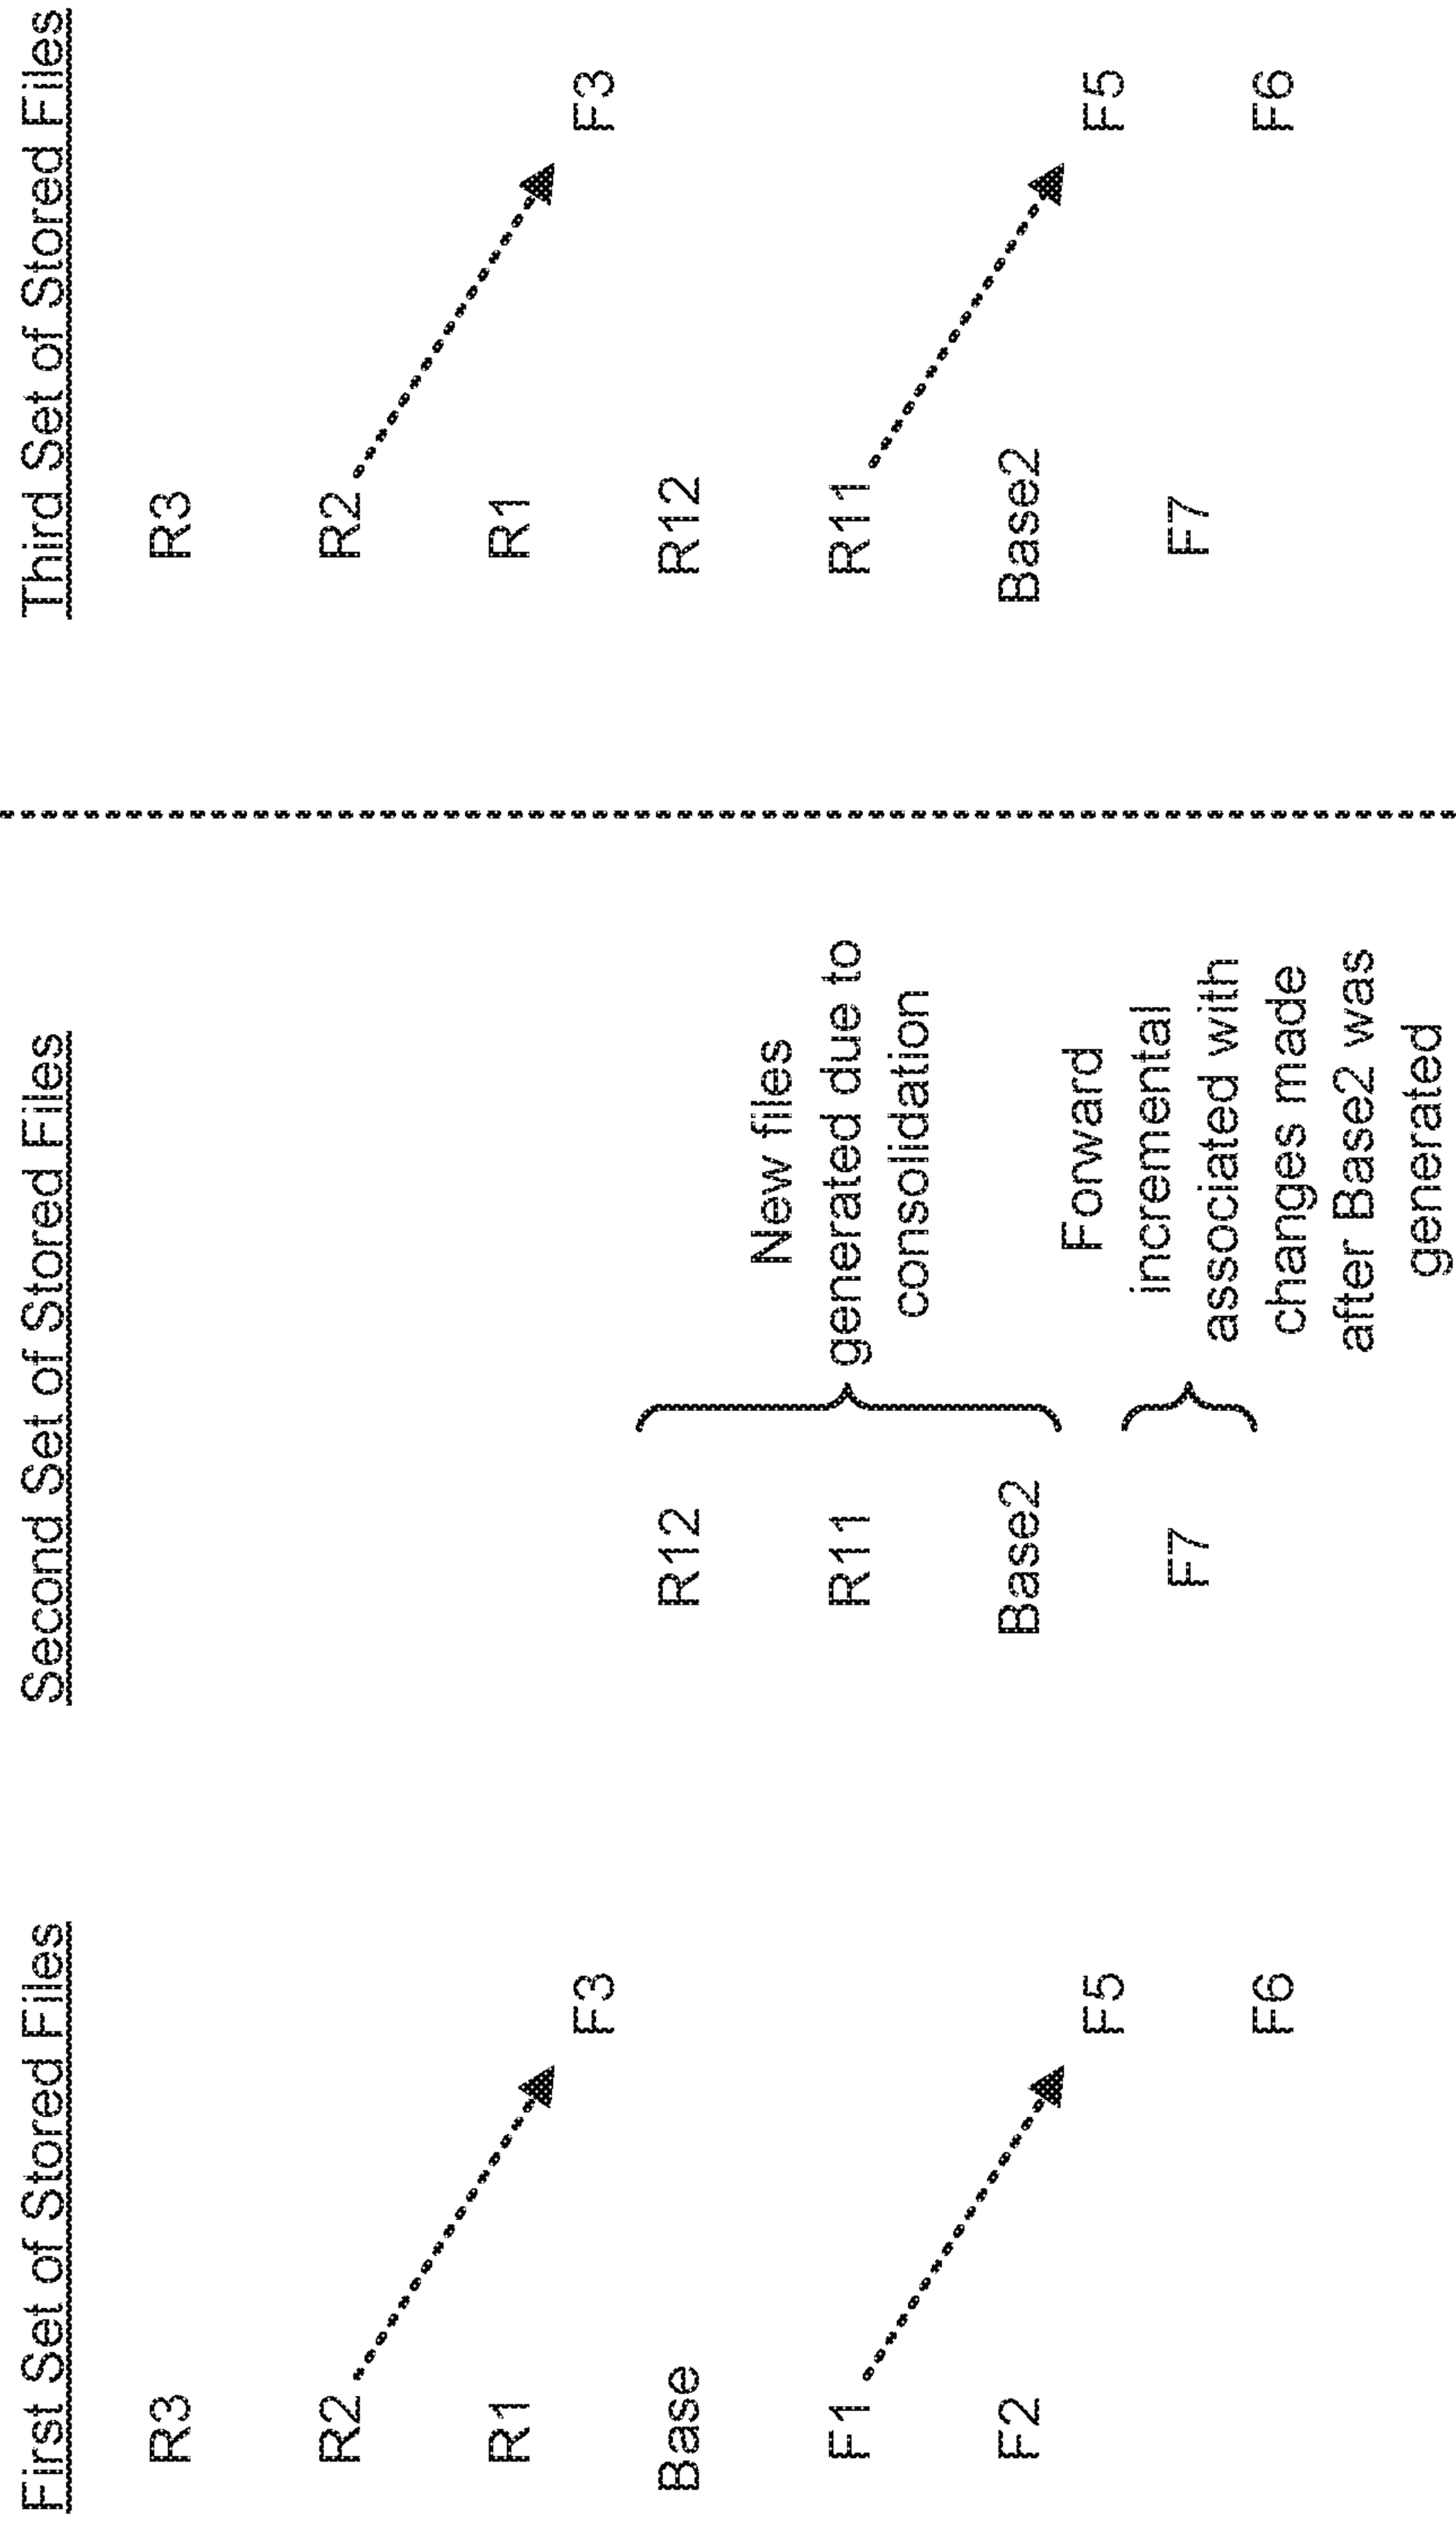 First Set of Stored Files
R3
R2
F3
R1
Base
F1
F5
F2
F6
Second Set of Stored Files
R12
R11
Base2
New files
generated due to
consolidation
F7
Forward
incremental
associated with
changes made
after Base2 was
generated
Third Set of Stored Files
R3
R2
F3
R1
R12
R11
F5
Base2
F7
F6